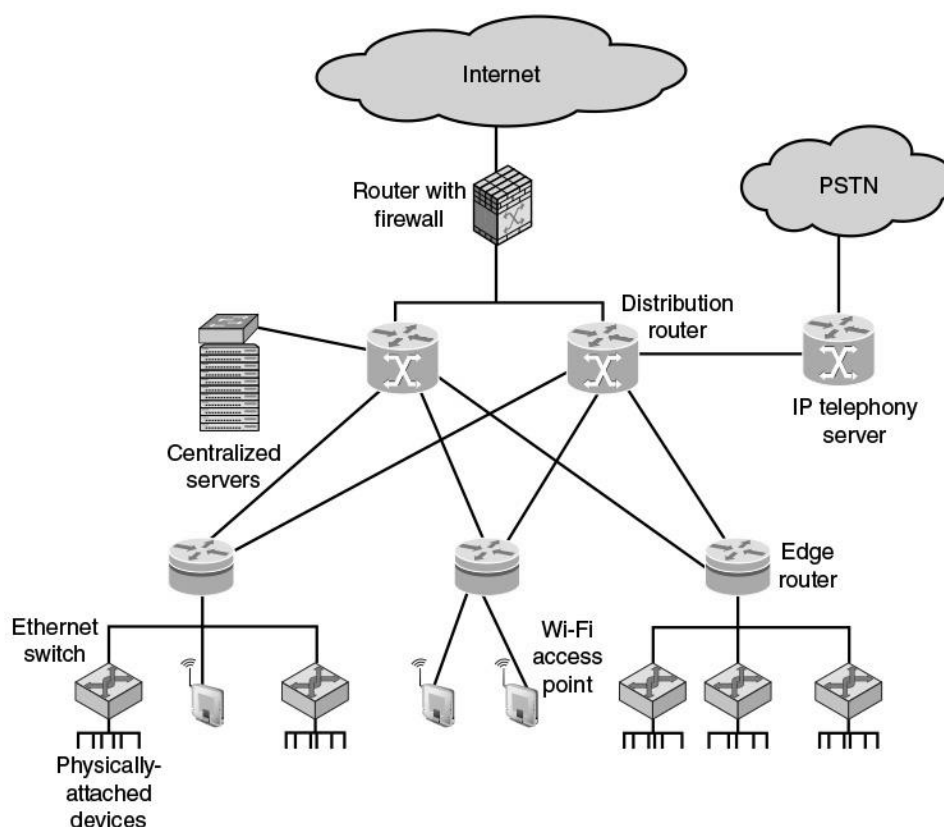 Internet
PSTN
Router with
firewall
Distribution
router
IP telephony
server
Centralized
servers
Edge
router
Ethernet
switch
Wi-Fi
access
point
Physically-
attached
devices